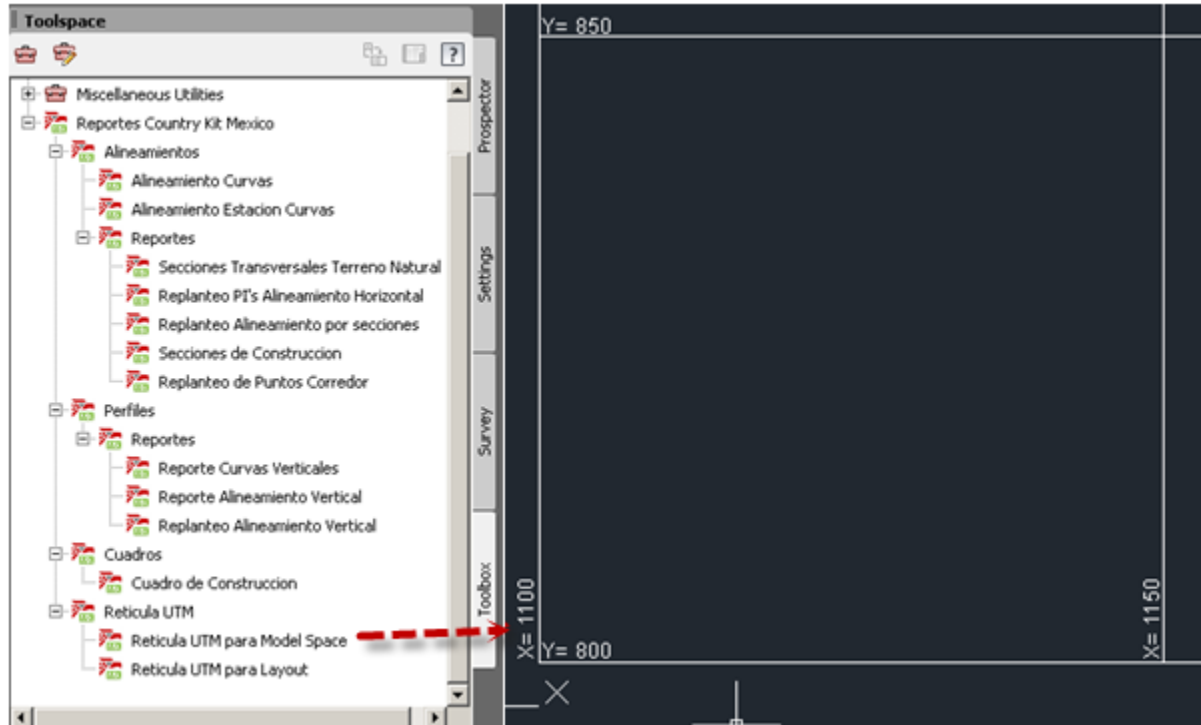 Toolspace
?
Miscellaneous Utilities
Reportes Country Kit Mexico
Alineamientos
Alineamiento Curvas
Alineamiento Estacion Curvas
Reportes
Secciones Transversales Terreno Natural
Replanteo PI's Alineamiento Horizontal
Replanteo Alineamiento por secciones
Secciones de Construccion
Replanteo de Puntos Corredor
Perfiles
Reportes
Reporte Curvas Verticales
Reporte Alineamiento Vertical
Replanteo Alineamiento Vertical
Cuadros
Cuadro de Construccion
Reticula UTM
Reticula UTM para Model Space
Reticula UTM para Layout
Prospector
Settings
Survey
Toolbox
Y= 850
X= 1100
X= 1150
Y= 800
X